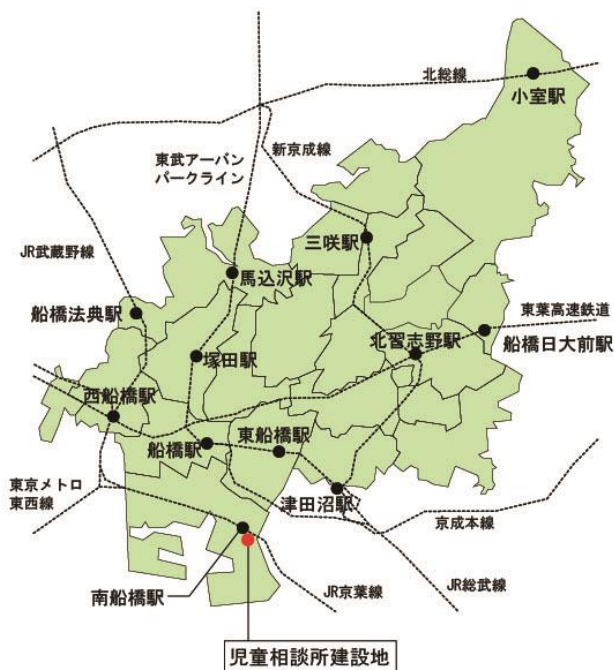 北総線
小室駅
新京成線
東武アーバン
パークライン
三咲駅
JR武蔵野線
馬込沢駅
船橋法典駅
東葉高速鉄道
北習志野駅
船橋日大前駅
塚田駅
西船橋駅
船橋駅
東船橋駅
東京メトロ
東西線
津田沼駅
京成本線
南船橋駅
JR京葉線
JR総武線
児童相談所建設地